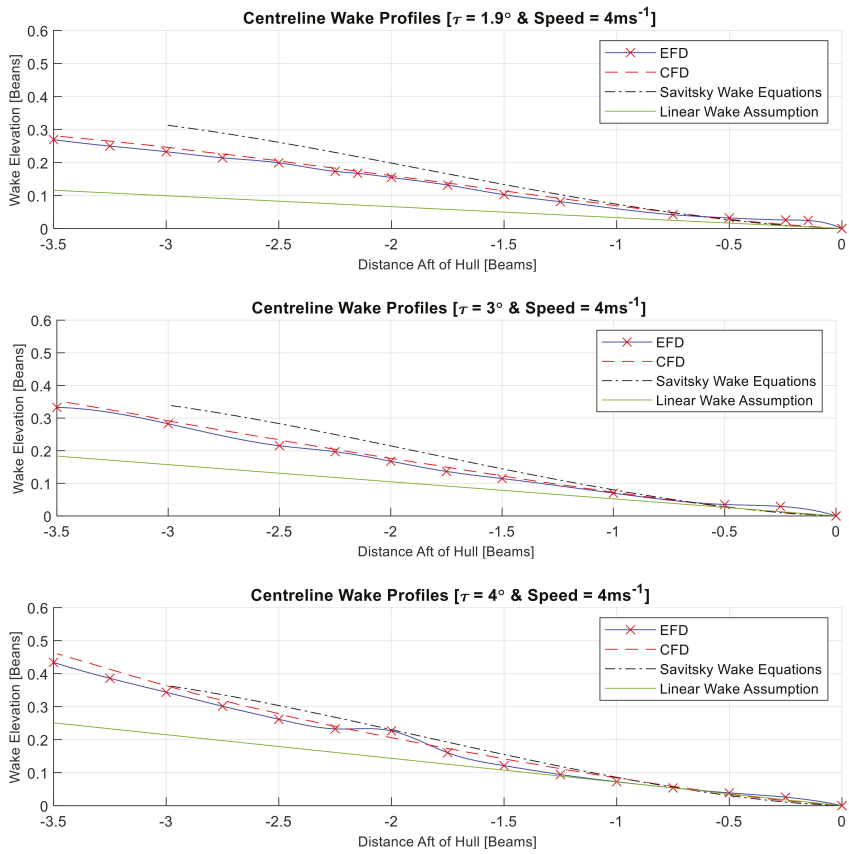 Centreline Wake Profiles [τ = 1.9° & Speed = 4ms⁻¹]
Wake Elevation [Beams]
0.6
0.5
0.4
0.3
0.2
0.1
0
EFD
CFD
Savitsky Wake Equations
Linear Wake Assumption
-3.5 -3 -2.5 -2 -1.5 -1 -0.5 0
Distance Aft of Hull [Beams]
Centreline Wake Profiles [τ = 3° & Speed = 4ms⁻¹]
Wake Elevation [Beans]
0.6
0.5
0.4
0.3
0.2
0.1
0
EFD
CFD
Savitsky Wake Equations
Linear Wake Assumption
-3.5 -3 -2.5 -2 -1.5 -1 -0.5 0
Distance Aft of Hull [Beams]
Centreline Wake Profiles [τ = 4° & Speed = 4ms⁻¹]
Wake Elevation [Beans]
0.6
0.5
0.4
0.3
0.2
0.1
0
EFD
CFD
Savitsky Wake Equations
Linear Wake Assumption
-3.5 -3 -2.5 -2 -1.5 -1 -0.5 0
Distance Aft of Hull [Beams]